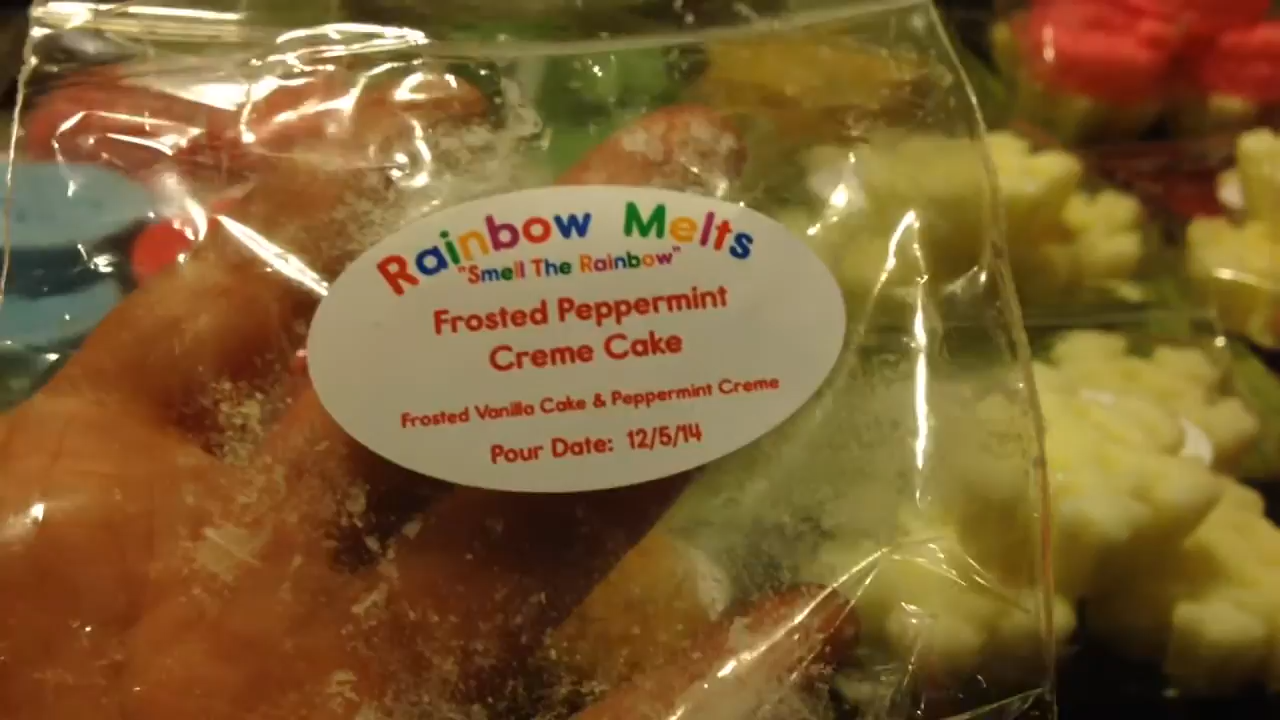 Rainbow Melts
"Smell The Rainbow"
Frosted Peppermint
Creme Cake
Frosted Vanilla Cake & Peppermint Creme
Pour Date: 12/5/14